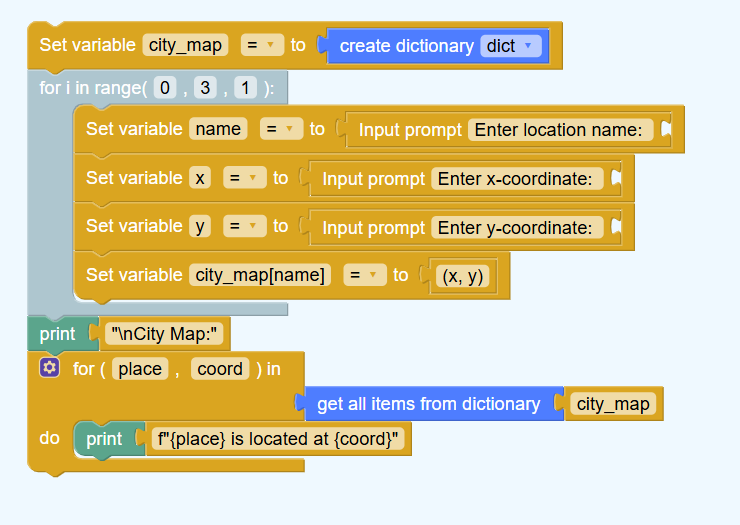 Set variable city_map = to create dictionary dict
for i in range( 0 , 3 , 1 ):
Set variable name = to Input prompt Enter location name:
Set variable x = to Input prompt Enter x-coordinate:
Set variable y = to Input prompt Enter y-coordinate:
Set variable city_map[name] = to (x, y)
print "\nCity Map:"
for ( place , coord ) in
get all items from dictionary city_map
do print f"{place} is located at {coord}"